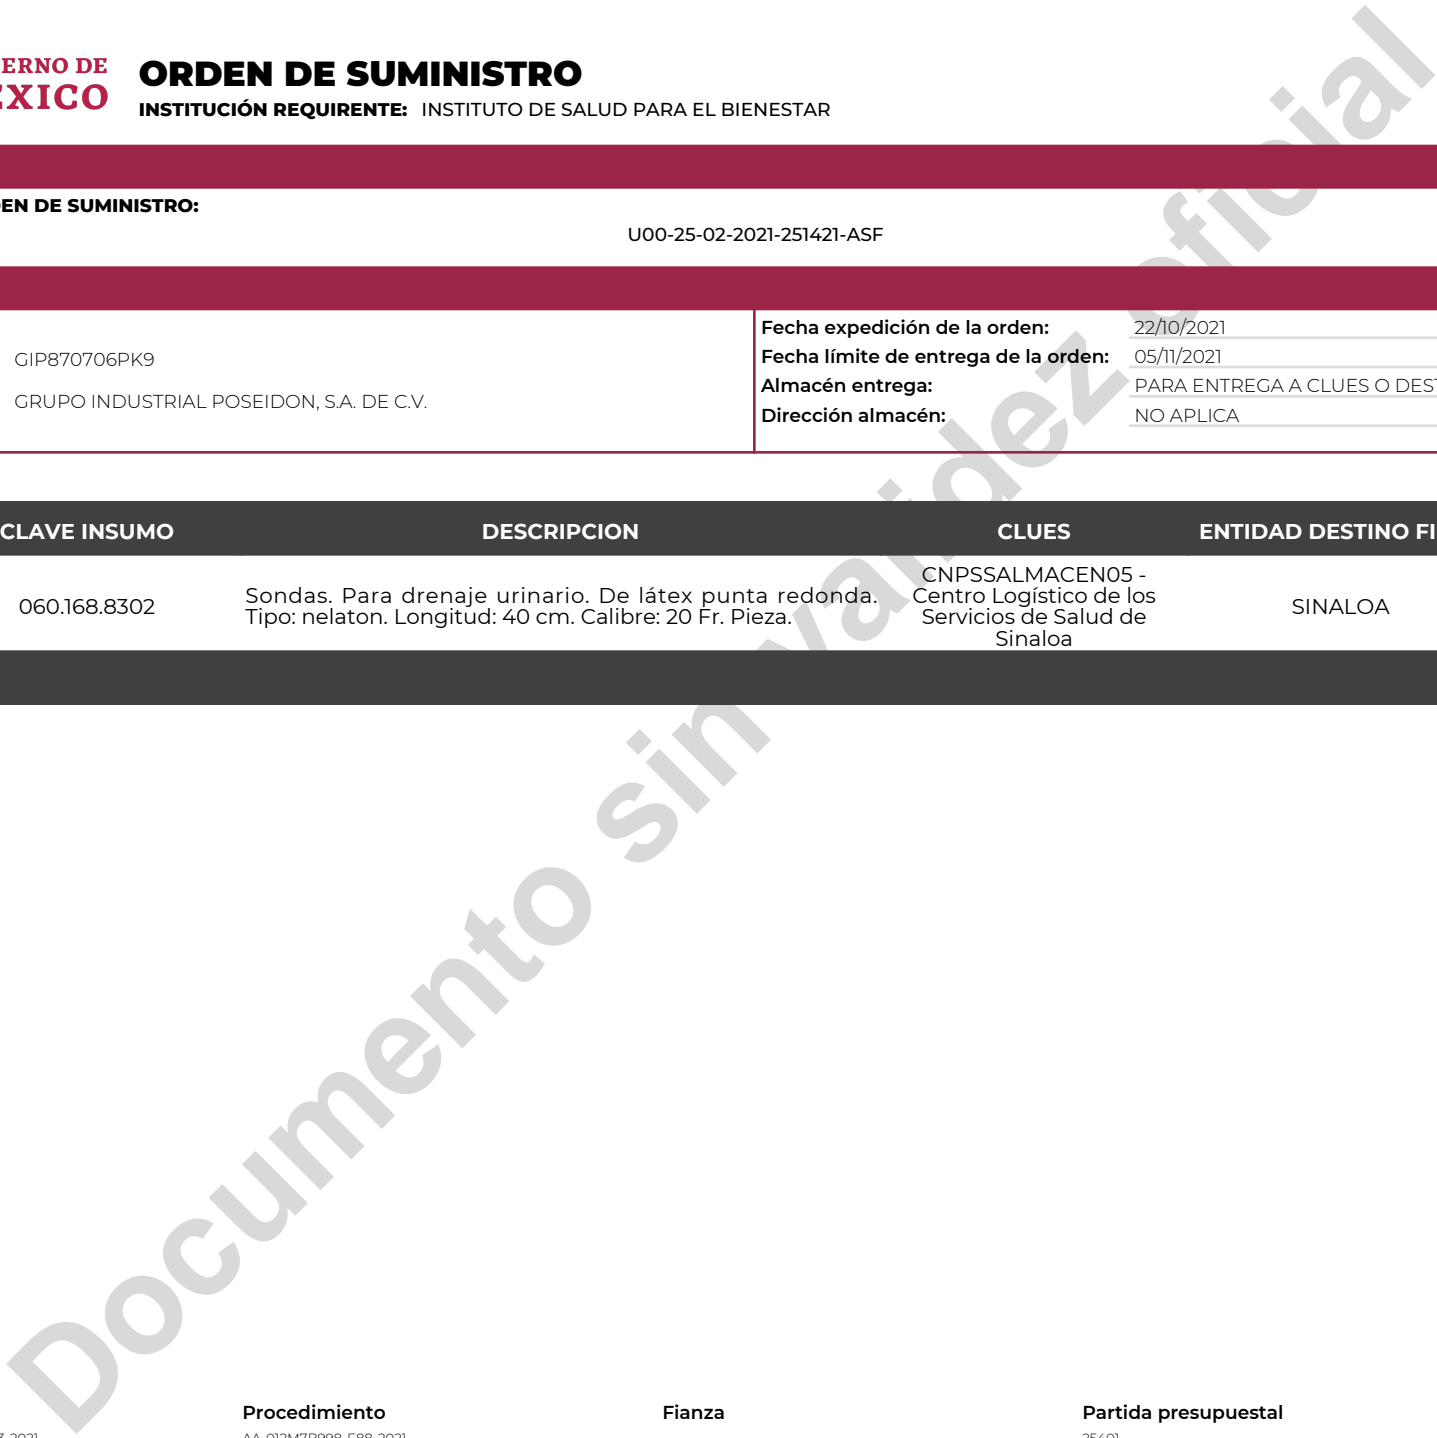 ERNO DE
XICO
ORDEN DE SUMINISTRO
INSTITUCIÓN REQUIRENTE: INSTITUTO DE SALUD PARA EL BIENESTAR
EN DE SUMINISTRO:
U00-25-02-2021-251421-ASF
GIP870706PK9
GRUPO INDUSTRIAL POSEIDON, S.A. DE C.V.
Fecha expedición de la orden: 22/10/2021
Fecha límite de entrega de la orden: 05/11/2021
Almacén entrega: PARA ENTREGA A CLUES O DEST
Dirección almacén: NO APLICA
CLAVE INSUMO DESCRIPCION CLUES ENTIDAD DESTINO FI
060.168.8302
Sondas. Para drenaje urinario. De látex punta redonda.
Tipo: nelaton. Longitud: 40 cm. Calibre: 20 Fr. Pieza.
CNPSSALMACEN05 -
Centro Logístico de los
Servicios de Salud de
Sinaloa
SINALOA
Documento sin validez oficial
Procedimiento Fianza Partida presupuestal